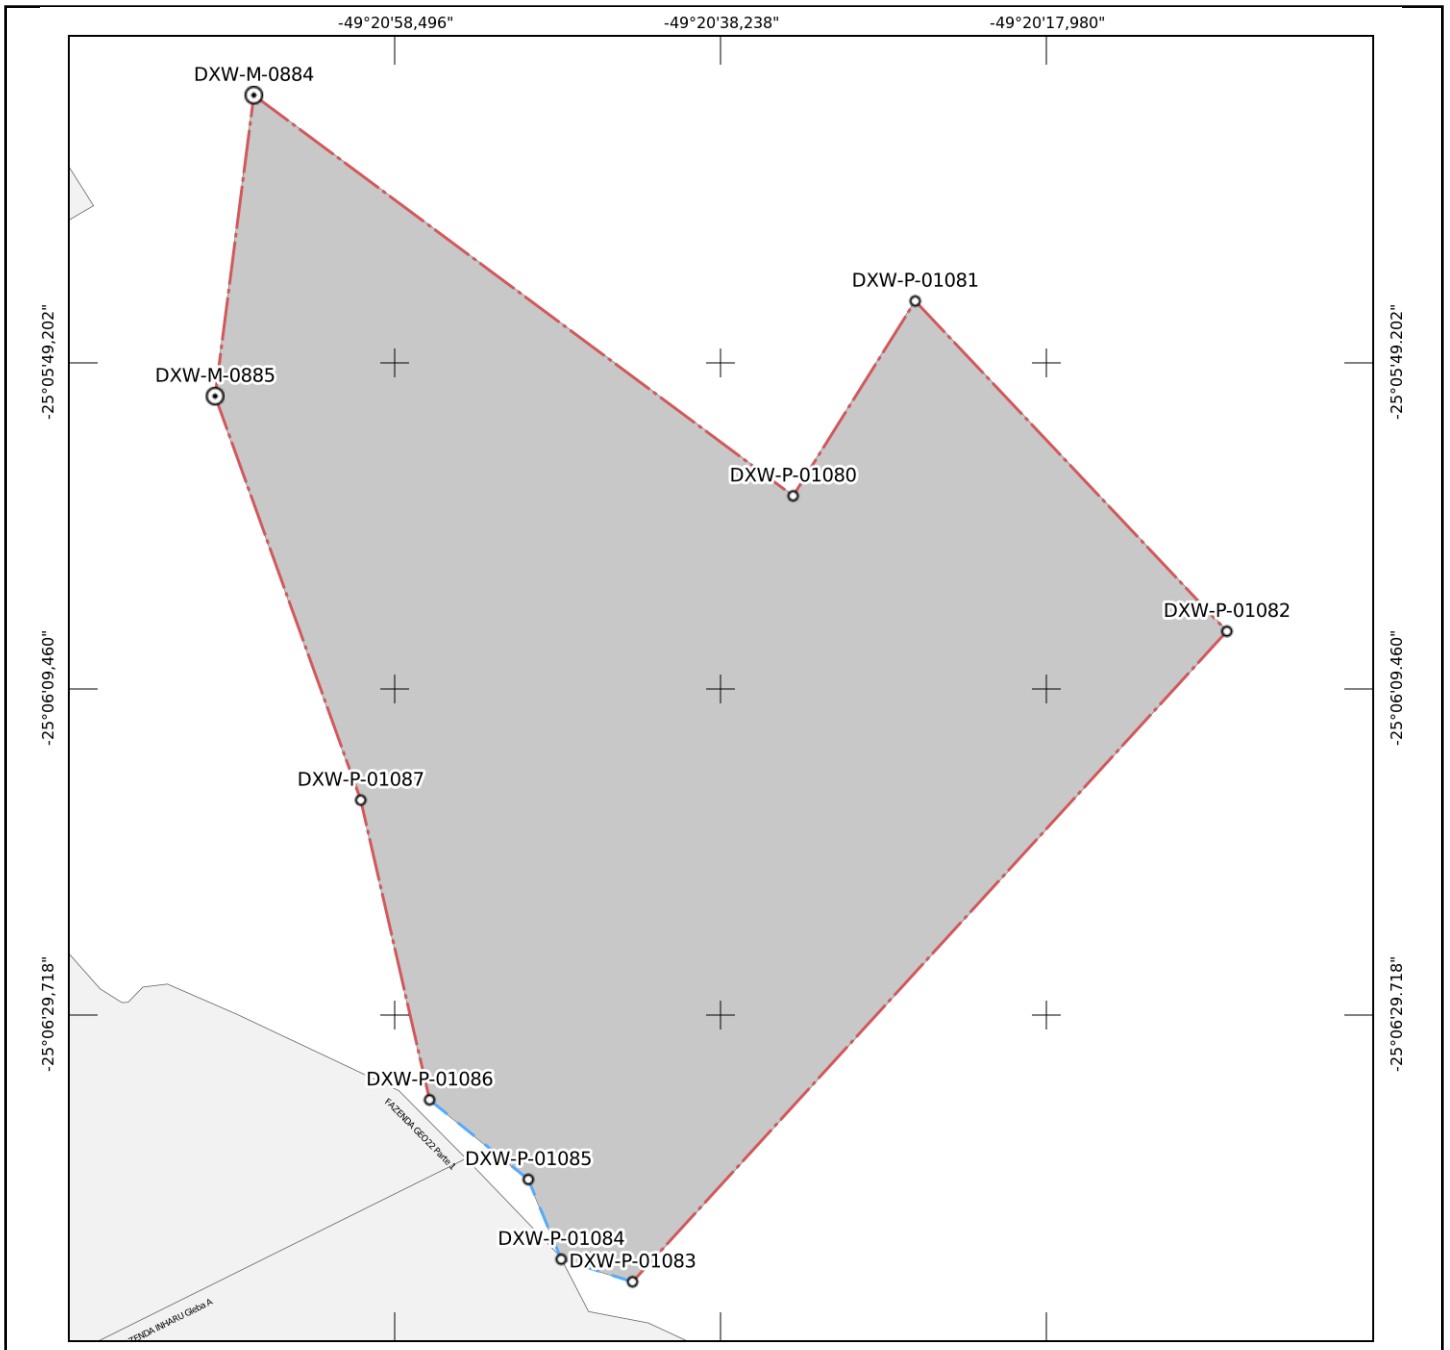 -49°20'58,496"
-49°20'38,238"
-49°20'17,980"
DXW-M-0884
DXW-P-01081
-25°05'49,202"
-25°05'49.202"
DXW-M-0885
DXW-P-01080
DXW-P-01082
-25°06'09,460"
-25°06'09.460"
DXW-P-01087
-25°06'29,718"
-25°06'29.718"
DXW-P-01086
FAZENDA GEO22 Parte 1
DXW-P-01085
DXW-P-01084
DXW-P-01083
ZENDA INHARU Gleba A